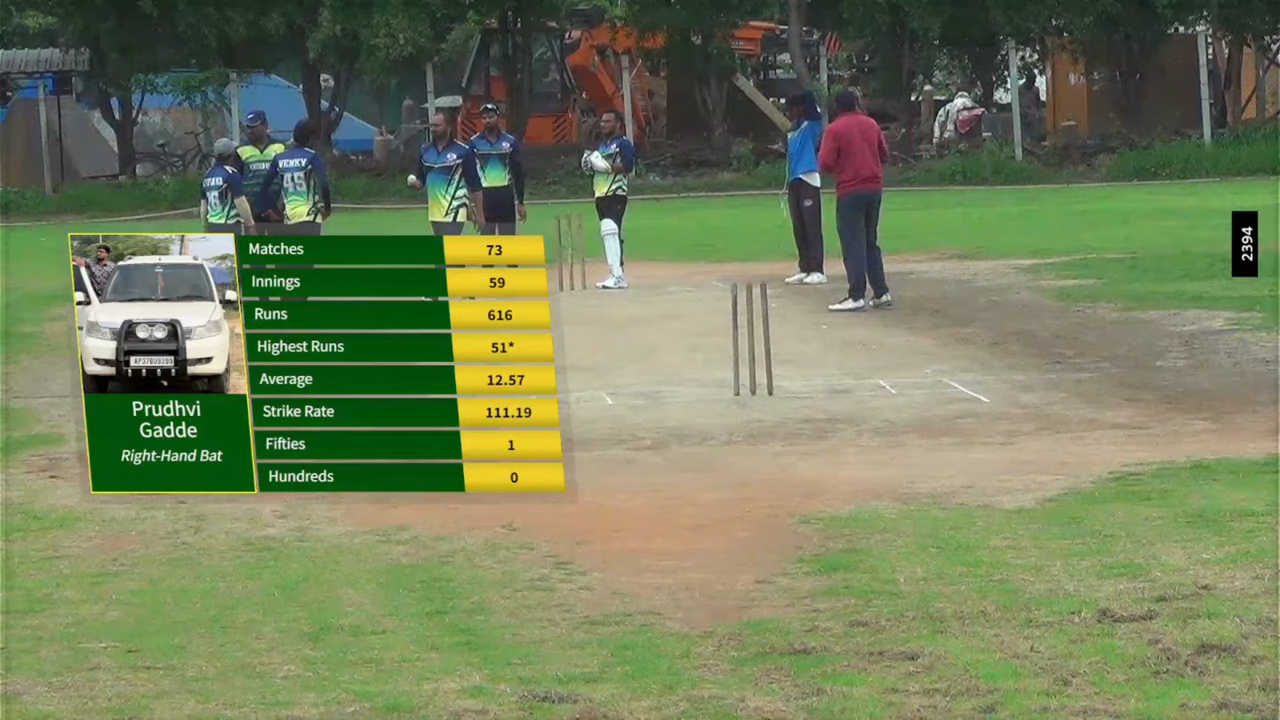 VENKY
45
Matches 73
Innings 59
Runs 616
Highest Runs 51*
Average 12.57
Strike Rate 111.19
Fifties 1
Hundreds 0
Prudhvi
Gadde
Right-Hand Bat
2394